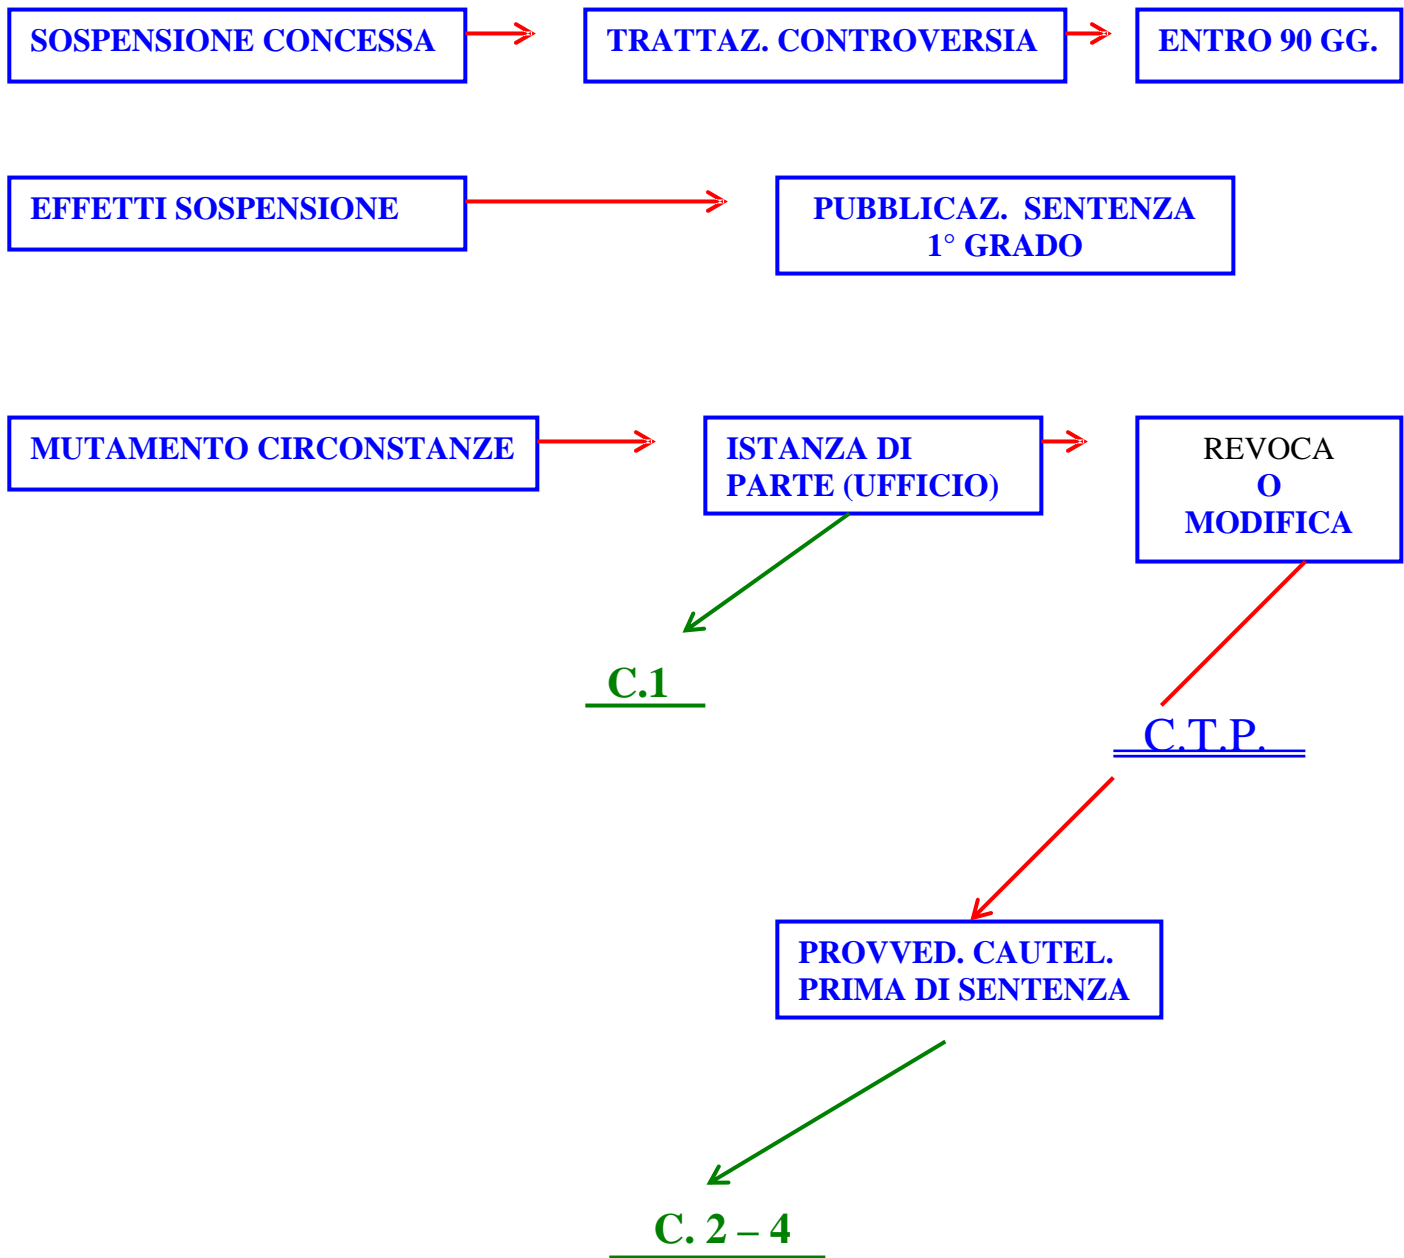 SOSPENSIONE CONCESSA
TRATTAZ. CONTROVERSIA
ENTRO 90 GG.
EFFETTI SOSPENSIONE
PUBBLICAZ. SENTENZA
1° GRADO
MUTAMENTO CIRCONSTANZE
ISTANZA DI
PARTE (UFFICIO)
REVOCA
O
MODIFICA
C.1
C.T.P.
PROVVED. CAUTEL.
PRIMA DI SENTENZA
C. 2 – 4